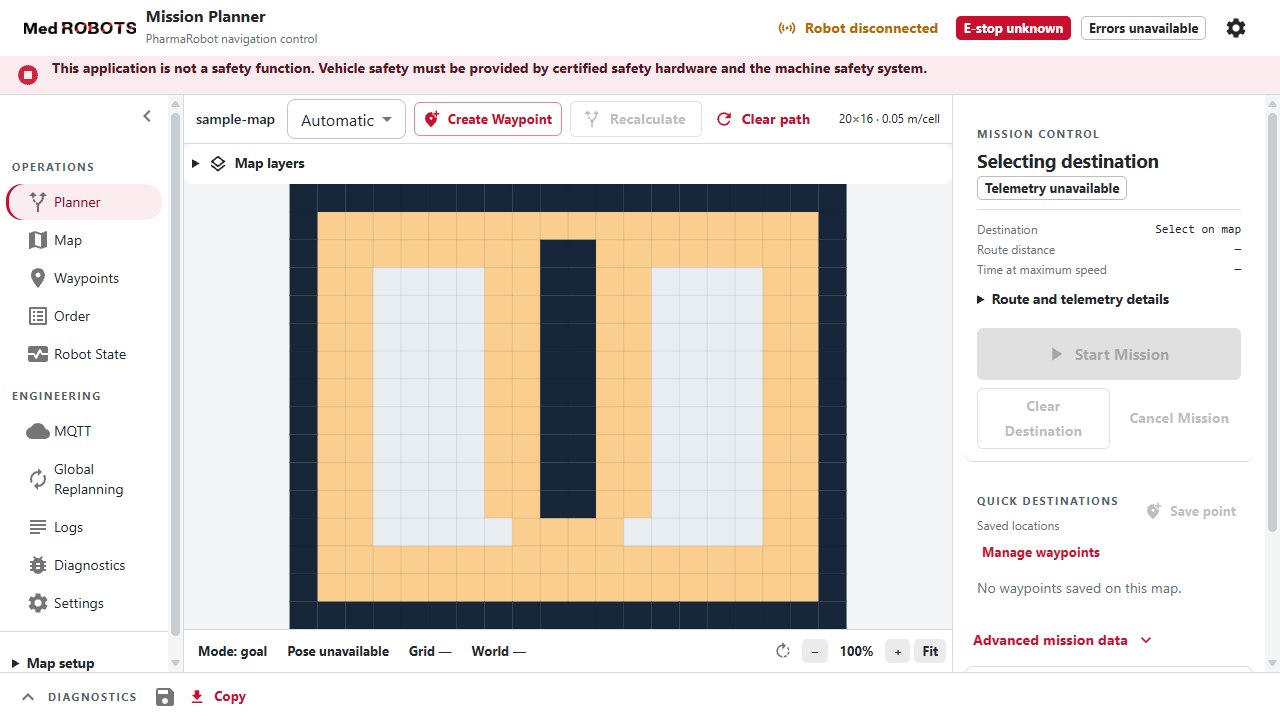 Med ROBOTS
Mission Planner
PharmaRobot navigation control
Robot disconnected
E-stop unknown
Errors unavailable
This application is not a safety function. Vehicle safety must be provided by certified safety hardware and the machine safety system.
OPERATIONS
Planner
Map
Waypoints
Order
Robot State
ENGINEERING
MQTT
Global
Replanning
Logs
Diagnostics
Settings
Map setup
sample-map
Automatic
Create Waypoint
Recalculate
Clear path
20×16 · 0.05 m/cell
Map layers
Mode: goal
Pose unavailable
Grid —
World —
−
100%
+
Fit
MISSION CONTROL
Selecting destination
Telemetry unavailable
Destination Select on map
Route distance –
Time at maximum speed –
Route and telemetry details
Start Mission
Clear
Destination
Cancel Mission
QUICK DESTINATIONS
Saved locations
Save point
Manage waypoints
No waypoints saved on this map.
Advanced mission data
DIAGNOSTICS
Copy